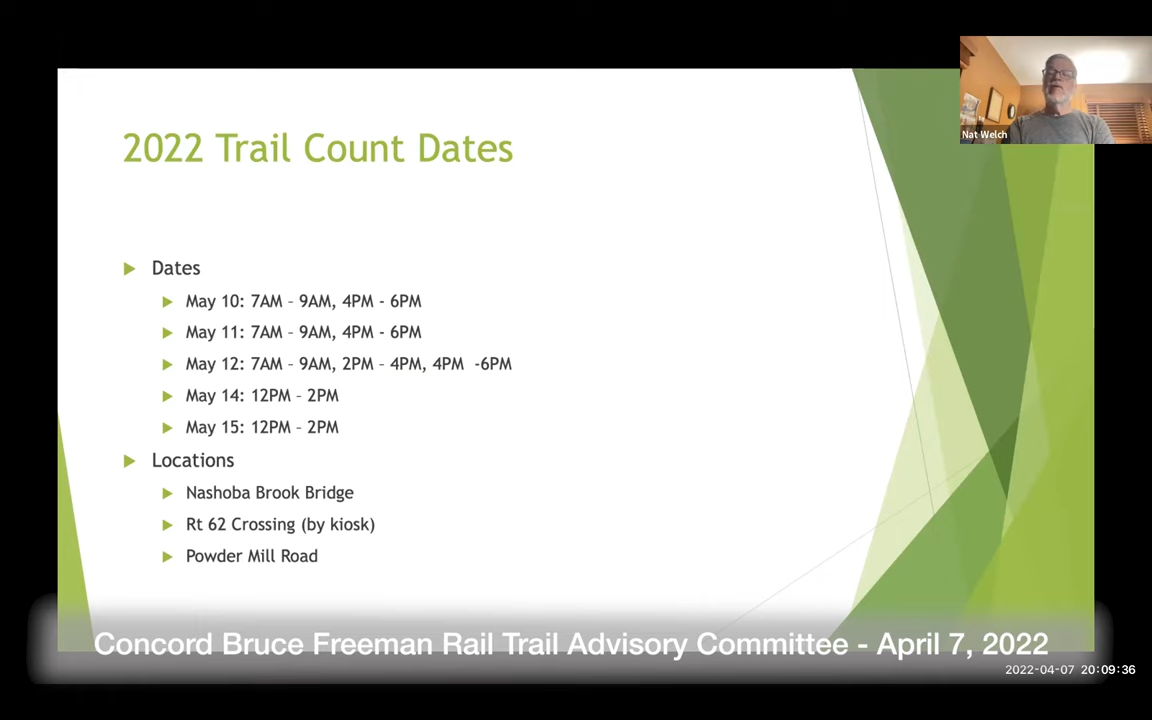 2022 Trail Count Dates
Nat Welch
Dates
May 10: 7AM – 9AM, 4PM - 6PM
May 11: 7AM – 9AM, 4PM - 6PM
May 12: 7AM – 9AM, 2PM – 4PM, 4PM  -6PM
May 14: 12PM – 2PM
May 15: 12PM – 2PM
Locations
Nashoba Brook Bridge
Rt 62 Crossing (by kiosk)
Powder Mill Road
Concord Bruce Freeman Rail Trail Advisory Committee - April 7, 2022
2022-04-07 20:09:36